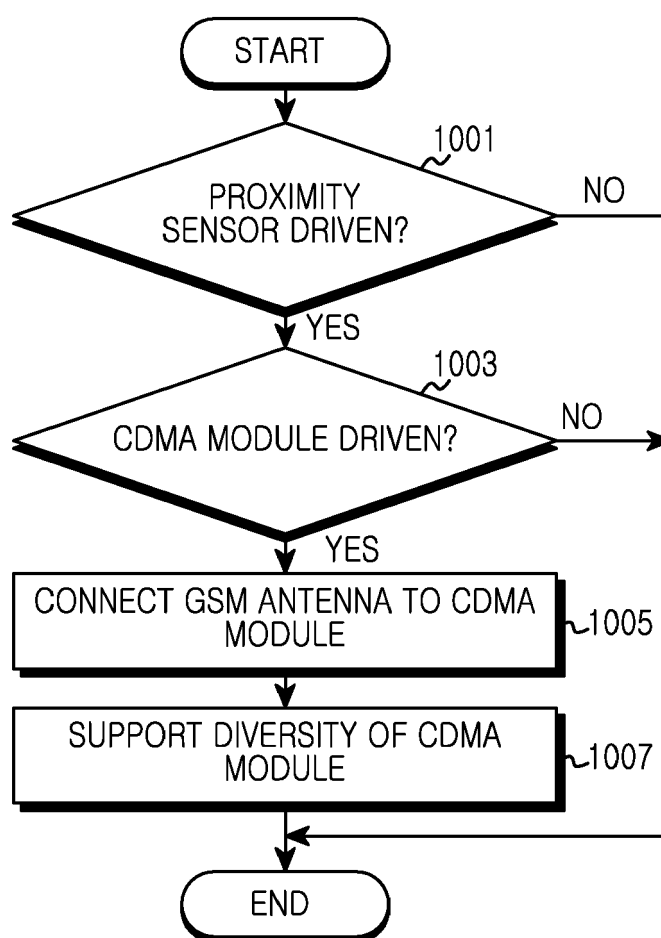 START
1001
PROXIMITY
SENSOR DRIVEN?
NO
YES
1003
CDMA MODULE DRIVEN?
NO
YES
CONNECT GSM ANTENNA TO CDMA
MODULE
1005
SUPPORT DIVERSITY OF CDMA
MODULE
1007
END